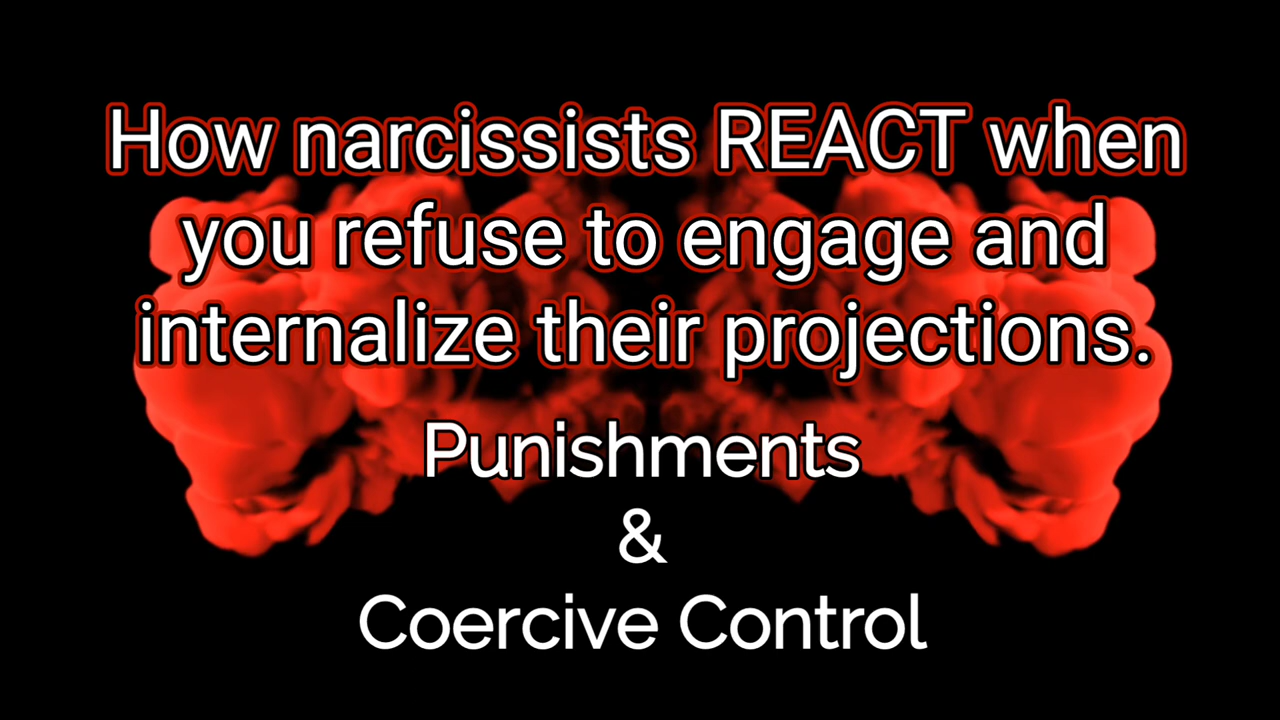 How narcissists REACT when
you refuse to engage and
internalize their projections.
Punishments
&
Coercive Control